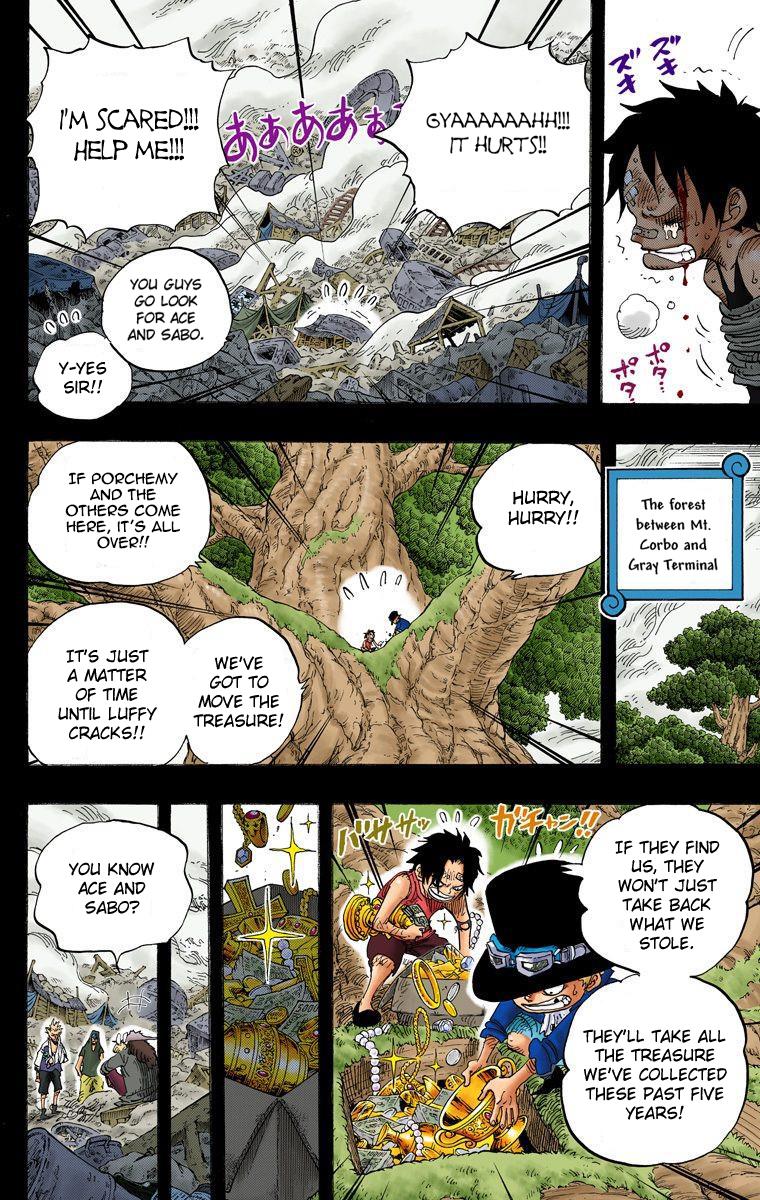 ズキ
ズキ
ポタ…
ポタ…
GYAAAAAAHH!!!
IT HURTS!!
ああああぁ
I'M SCARED!!!
HELP ME!!!
YOU GUYS
GO LOOK
FOR ACE
AND SABO.
Y-YES
SIR!!
The forest
between Mt.
Corbo and
Gray Terminal
HURRY,
HURRY!!
IF PORCHEMY
AND THE
OTHERS COME
HERE, IT'S ALL
OVER!!
WE'VE
GOT TO
MOVE THE
TREASURE!
IT'S JUST
A MATTER
OF TIME
UNTIL LUFFY
CRACKS!!
ガチャン!!
バササッ
IF THEY FIND
US, THEY
WON'T JUST
TAKE BACK
WHAT WE
STOLE.
THEY'LL TAKE ALL
THE TREASURE
WE'VE COLLECTED
THESE PAST FIVE
YEARS!
YOU KNOW
ACE AND
SABO?